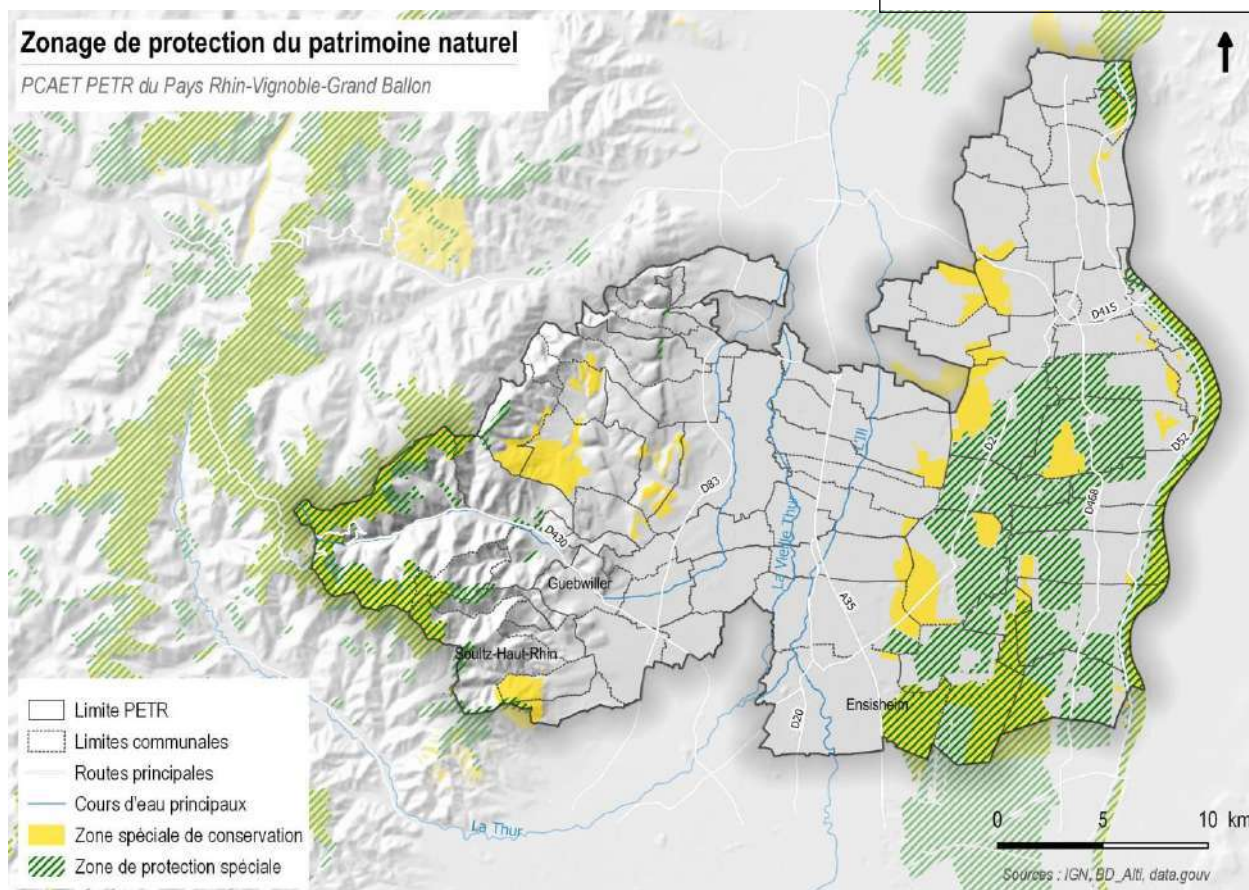 Zonage de protection du patrimoine naturel
PCAET PETR du Pays Rhin-Vignoble-Grand Ballon
D415
D52
D2
L'Ill
D83
D468
La Vieille Thur
D430
Guebwiller
A35
Soultz-Haut-Rhin
Ensisheim
D20
La Thur
Limite PETR
Limites communales
Routes principales
Cours d'eau principaux
Zone spéciale de conservation
Zone de protection spéciale
0 5 10 km
Sources : IGN, BD_Alti, data.gouv